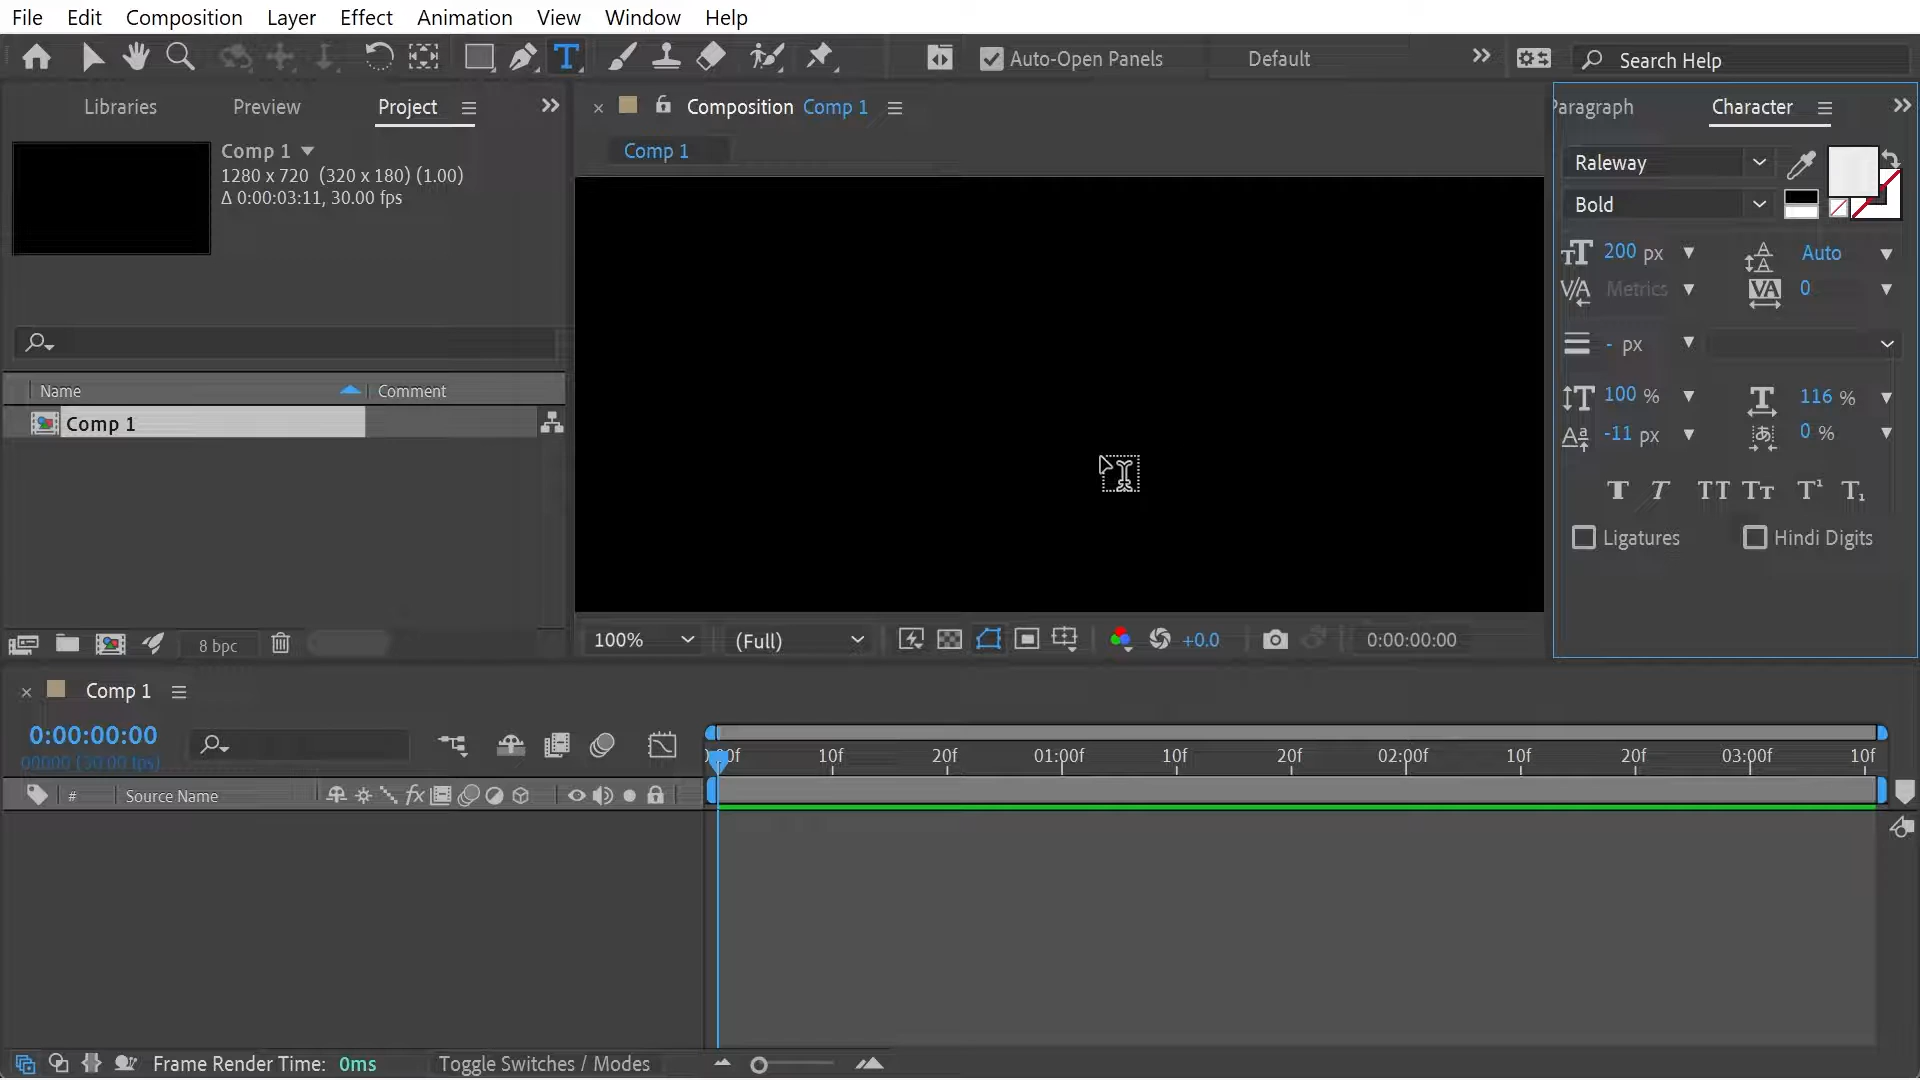 File Edit Composition Layer Effect Animation View Window Help
Auto-Open Panels Default Search Help
Libraries Preview Project
Composition Comp 1
Paragraph Character
Comp 1
1280 x 720 (320 x 180) (1.00)
Δ 0:00:03:11, 30.00 fps
Comp 1
Raleway
Bold
200 px Auto
Metrics 0
- px
100 % 116 %
-11 px 0 %
Ligatures Hindi Digits
Name Comment
Comp 1
8 bpc
100% (Full) +0.0 0:00:00:00
Comp 1
0:00:00:00
00000 (30.00 fps)
10f 20f 01:00f 10f 20f 02:00f 10f 20f 03:00f 10f
# Source Name
Frame Render Time: 0ms Toggle Switches / Modes